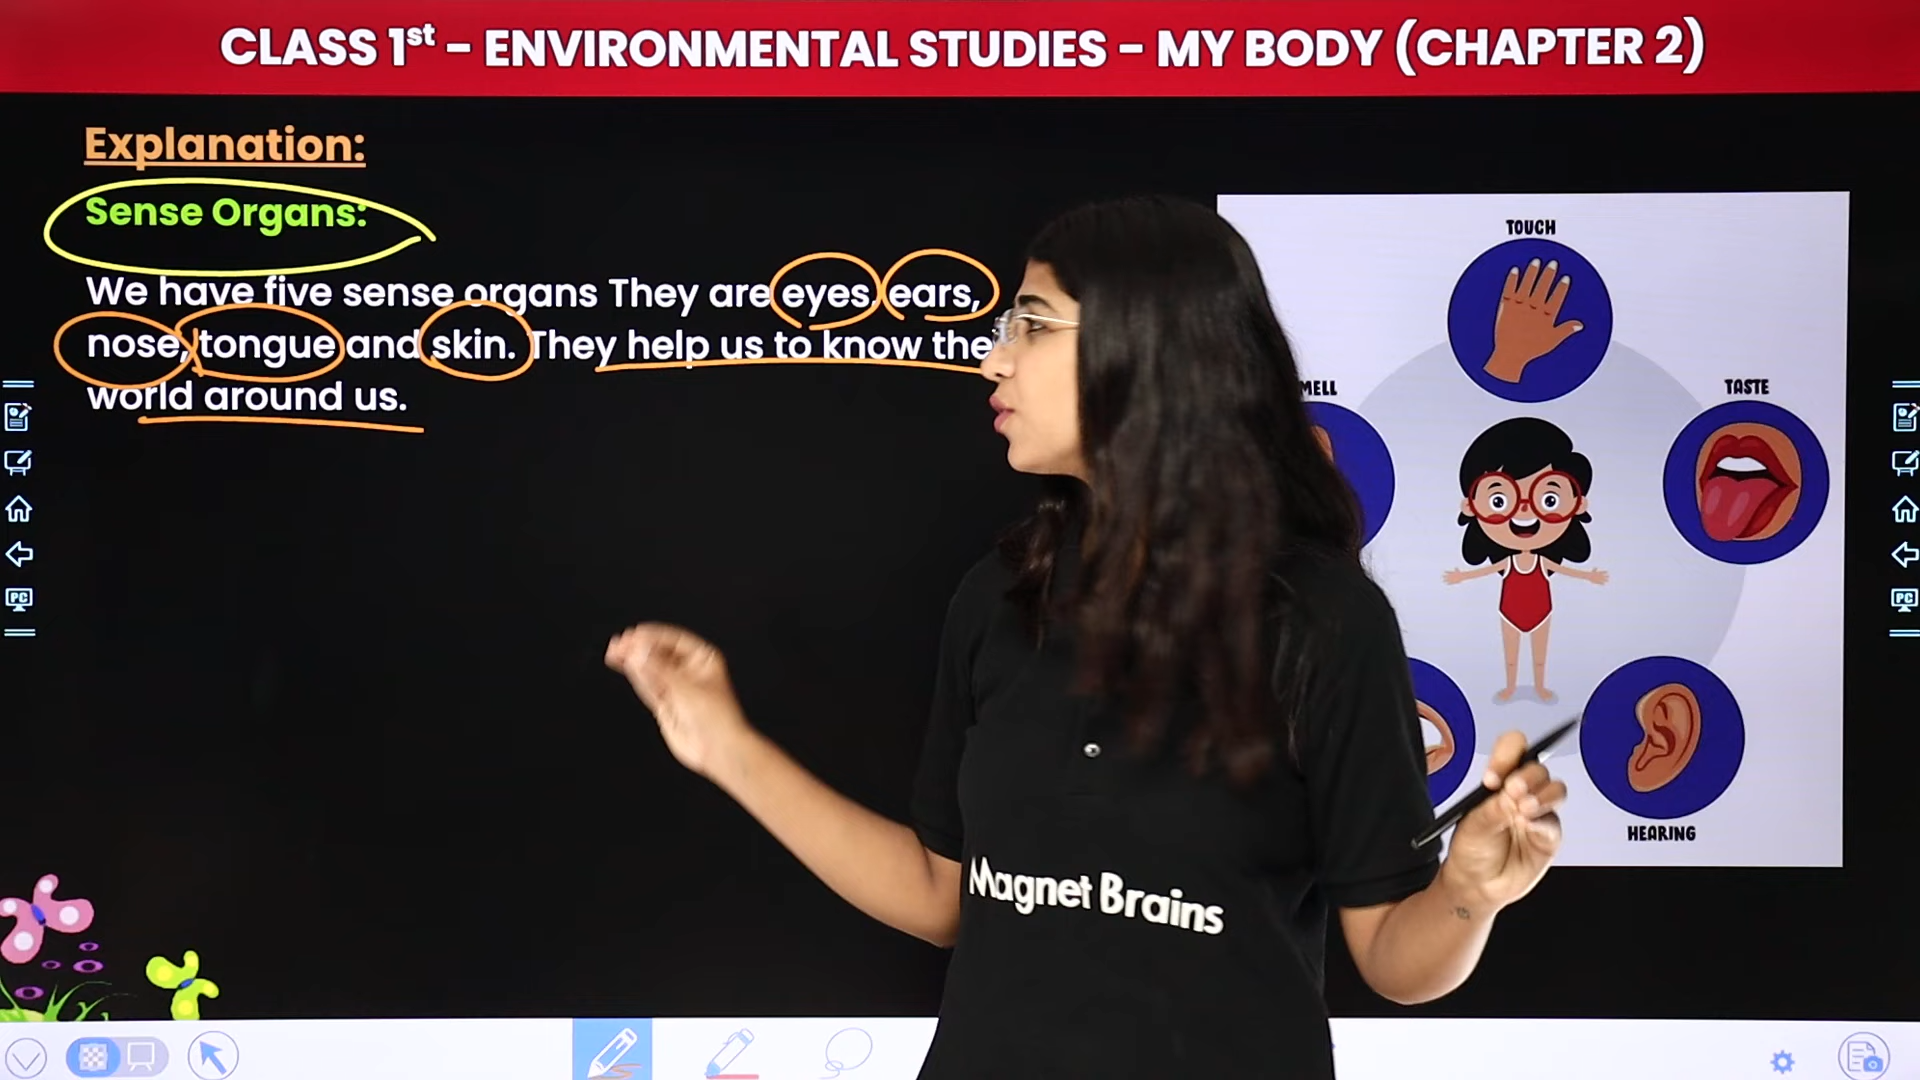 CLASS 1st - ENVIRONMENTAL STUDIES - MY BODY (CHAPTER 2)
Explanation:
Sense Organs:
We have five sense organs They are eyes, ears,
nose, tongue and skin. They help us to know the
world around us.
TOUCH
MELL
TASTE
HEARING
Magnet Brains
PC
PC